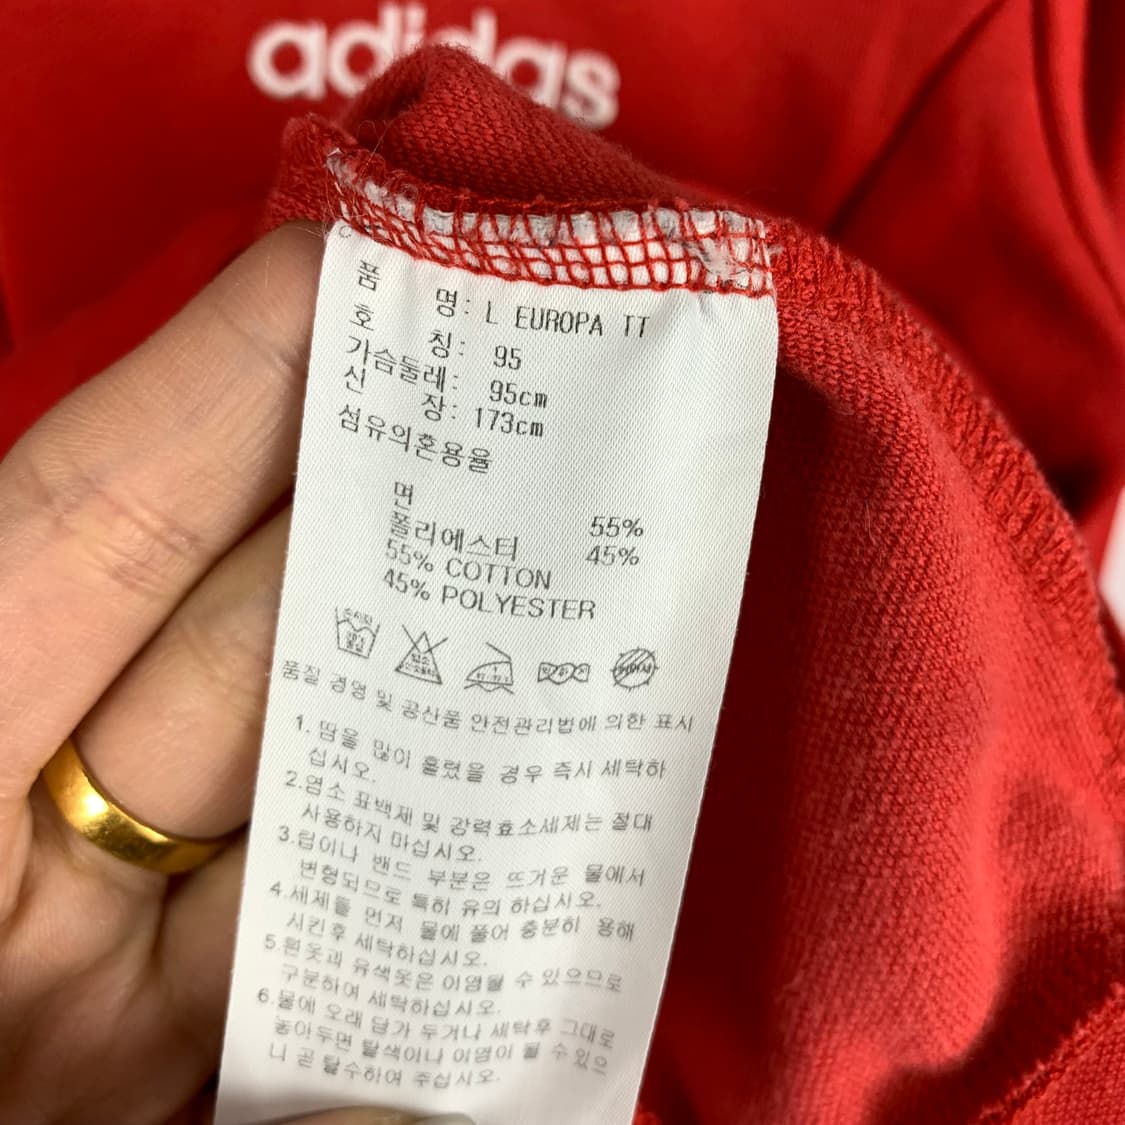 adidas
품 명: L EUROPA TT
호 칭: 95
가슴둘레: 95cm
신 장: 173cm
섬유의혼용율
면 55%
폴리에스터 45%
55% COTTON
45% POLYESTER
품질 경영 및 공산품 안전관리법에 의한 표시
1. 땀을 많이 흘렸을 경우 즉시 세탁하
십시오.
2.염소 표백제 및 강력효소세제는 절대
사용하지 마십시오.
3.립이나 밴드 부분은 뜨거운 물에서
변형되므로 특히 유의 하십시오.
4.세제를 먼저 물에 풀어 충분히 용해
시킨후 세탁하십시오.
5.흰옷과 유색옷은 이염될 수 있으므로
구분하여 세탁하십시오.
6.물에 오래 담가 두거나 세탁후 그대로
놓아두면 탈색이나 이염이 될 수있으
니 곧 탈수하여 주십시오.